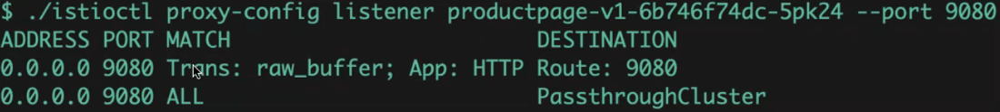 $ ./istioctl proxy-config listener productpage-v1-6b746f74dc-5pk24 --port 9080
ADDRESS PORT MATCH DESTINATION
0.0.0.0 9080 Trans: raw_buffer; App: HTTP Route: 9080
0.0.0.0 9080 ALL PassthroughCluster